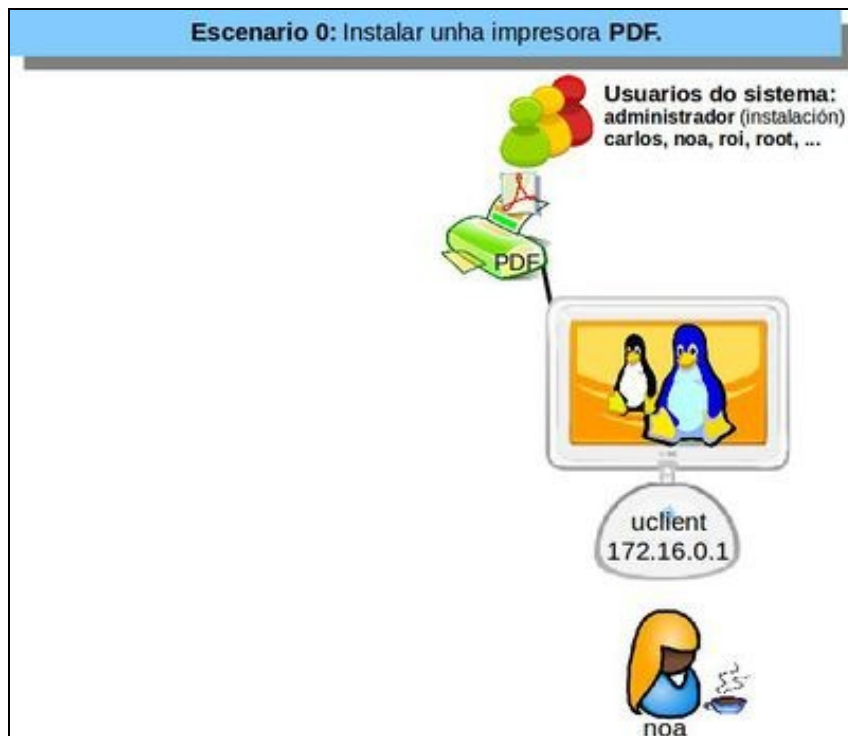 Escenario 0: Instalar unha impresora PDF.
Usuarios do sistema:
administrador (instalación)
carlos, noa, roi, root, ...
PDF
uclient
172.16.0.1
noa